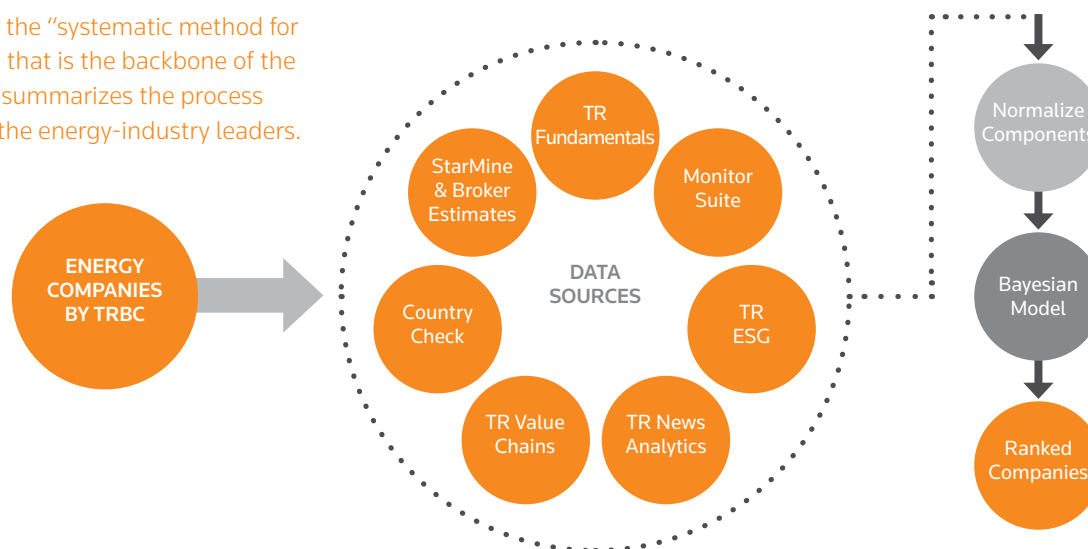 the “systematic method for
that is the backbone of the
summarizes the process
the energy-industry leaders.
ENERGY
COMPANIES
BY TRBC
DATA
SOURCES
TR
Fundamentals
Monitor
Suite
TR
ESG
TR News
Analytics
TR Value
Chains
Country
Check
StarMine
& Broker
Estimates
Normalize
Components
Bayesian
Model
Ranked
Companies